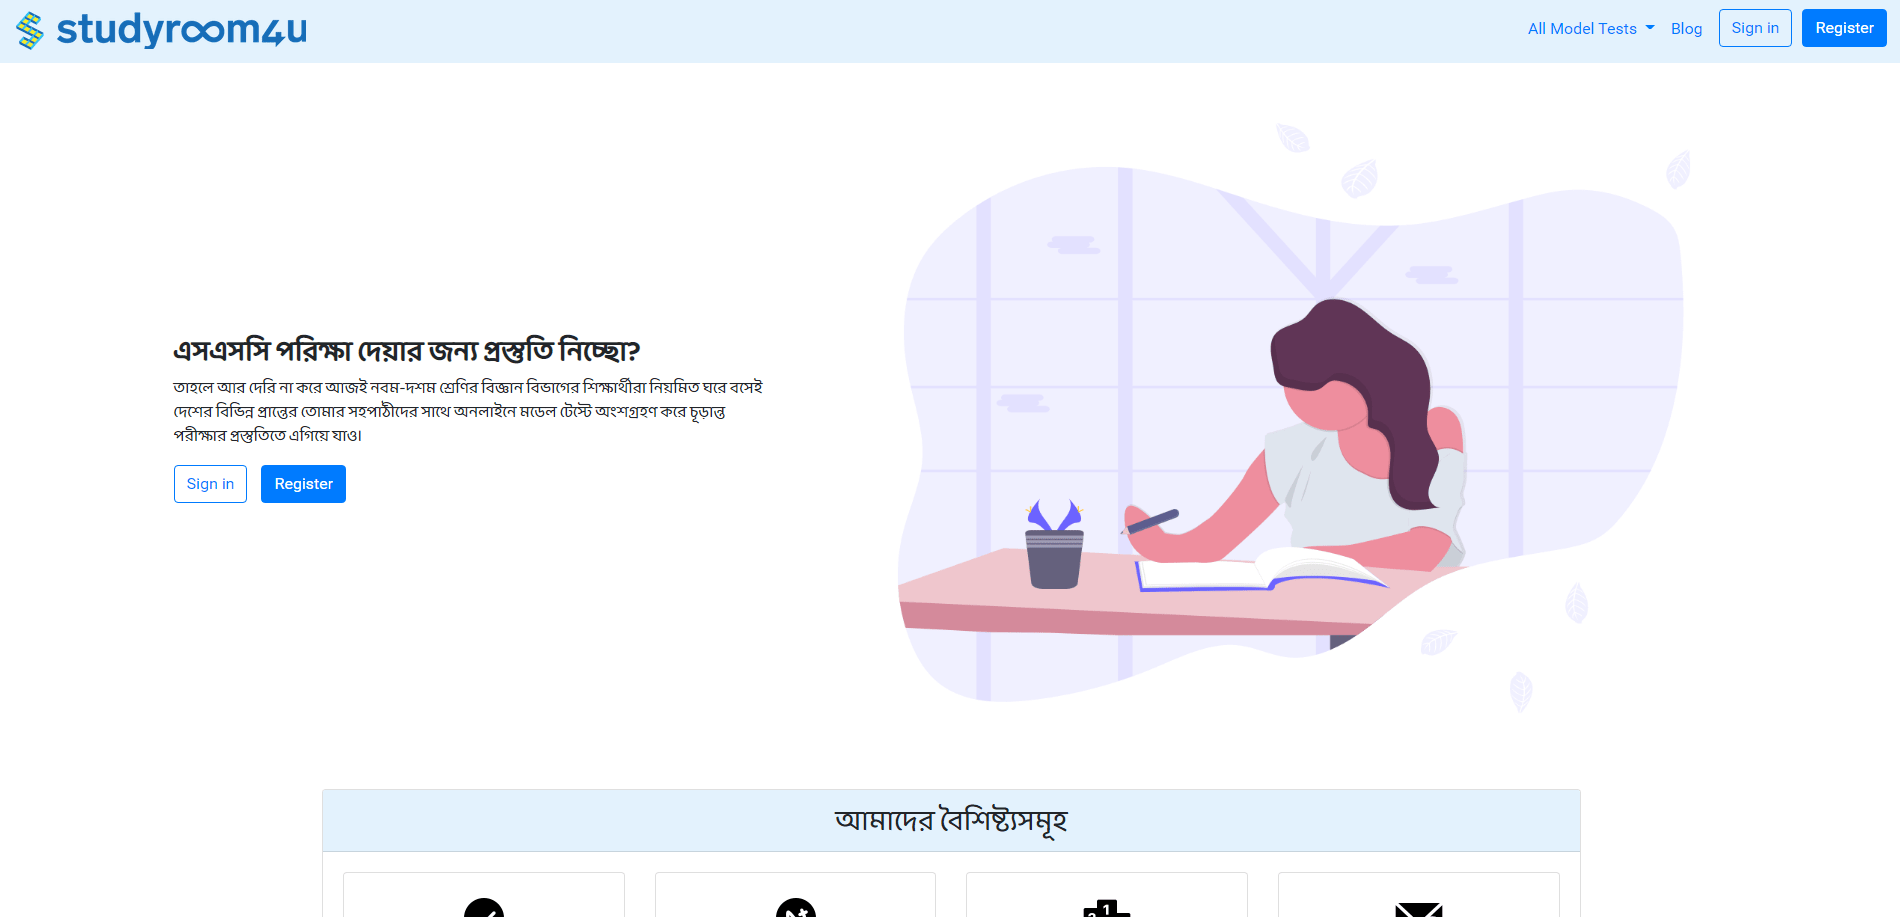 studyroom4u
All Model Tests
Blog
Sign in
Register
এসএসসি পরিক্ষা দেয়ার জন্য প্রস্তুতি নিচ্ছো?
তাহলে আর দেরি না করে আজই নবম-দশম শ্রেণির বিজ্ঞান বিভাগের শিক্ষার্থীরা নিয়মিত ঘরে বসেই
দেশের বিভিন্ন প্রান্তের তোমার সহপাঠীদের সাথে অনলাইনে মডেল টেস্টে অংশগ্রহণ করে চূড়ান্ত
পরীক্ষার প্রস্তুতিতে এগিয়ে যাও।
Sign in
Register
আমাদের বৈশিষ্ট্যসমূহ
1